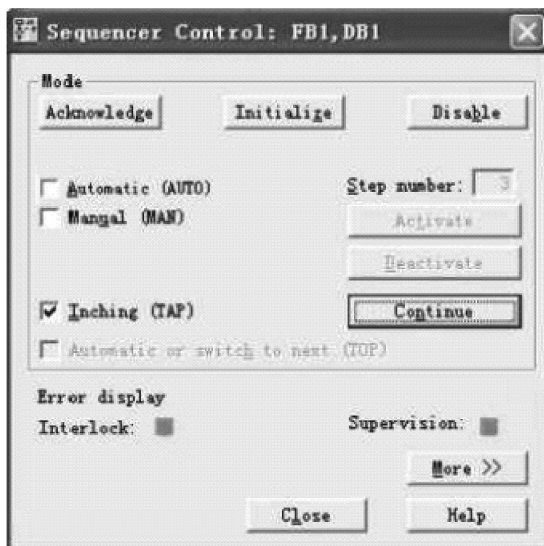 Sequencer Control: FB1,DB1
Mode
Acknowledge Initialize Disable
Automatic (AUTO) Step number: 3
Manual (MAN) Activate
Deactivate
Inching (TAP) Continue
Automatic or switch to next (TOP)
Error display
Interlock: Supervision:
More >>
Close Help